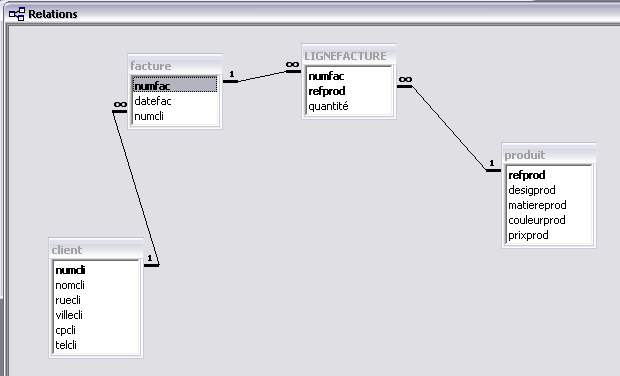 Relations
facture
numfac
datefac
numcli
1
∞
LIGNEFACTURE
numfac
refprod
quantité
∞
1
produit
refprod
desigprod
matiereprod
couleurprod
prixprod
∞
1
client
numcli
nomcli
ruecli
villecli
cpcli
telcli